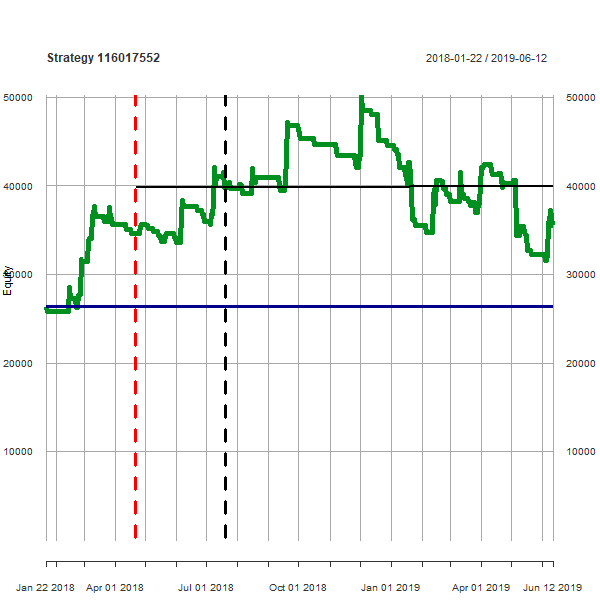 Strategy 116017552
2018-01-22 / 2019-06-12
50000
50000
40000
40000
30000
30000
Equity
20000
20000
10000
10000
Jan 22 2018
Apr 01 2018
Jul 01 2018
Oct 01 2018
Jan 01 2019
Apr 01 2019
Jun 12 2019